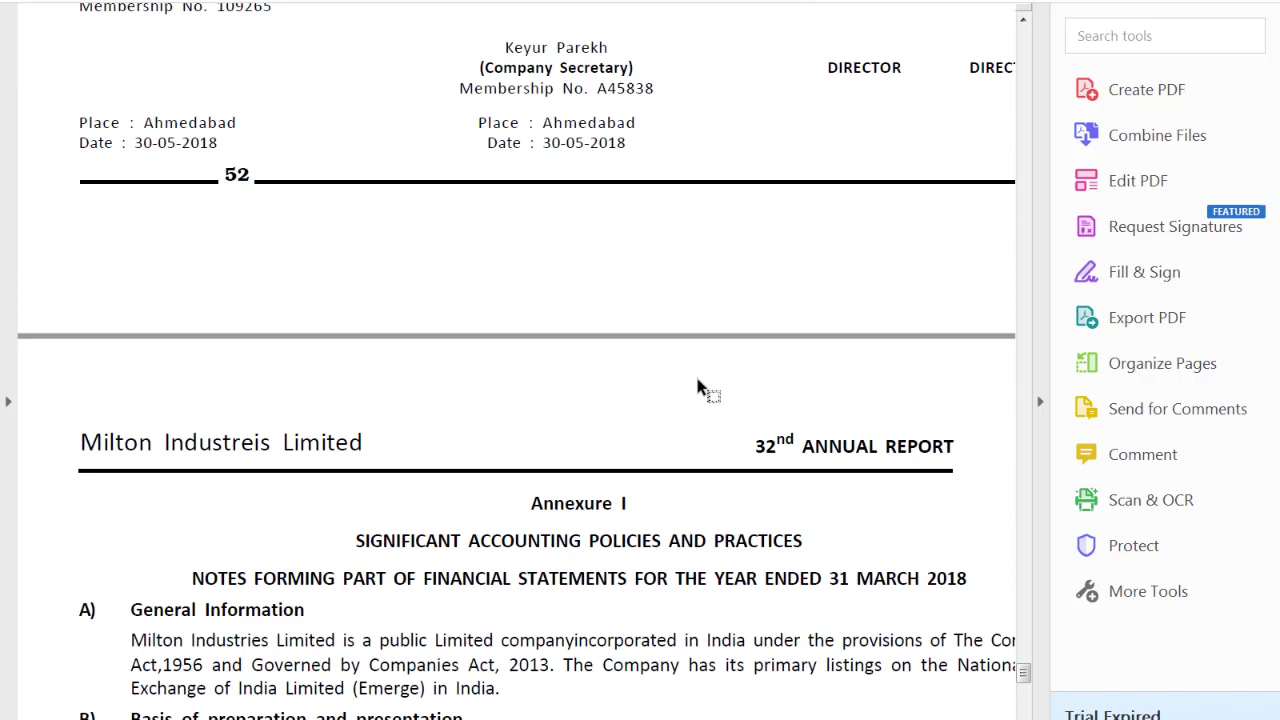 Membership No. 109265
Keyur Parekh
(Company Secretary)
DIRECTOR
Membership No. A45838
Place : Ahmedabad
Place : Ahmedabad
Date : 30-05-2018
Date : 30-05-2018
52
Milton Industreis Limited
32nd ANNUAL REPORT
Annexure I
SIGNIFICANT ACCOUNTING POLICIES AND PRACTICES
NOTES FORMING PART OF FINANCIAL STATEMENTS FOR THE YEAR ENDED 31 MARCH 2018
A) General Information
Milton Industries Limited is a public Limited companyincorporated in India under the provisions of The
Act,1956 and Governed by Companies Act, 2013. The Company has its primary listings on the
Exchange of India Limited (Emerge) in India.
B) Basis of preparation and presentation
Search tools
Create PDF
Combine Files
Edit PDF
FEATURED
Request Signatures
Fill & Sign
Export PDF
Organize Pages
Send for Comments
Comment
Scan & OCR
Protect
More Tools
Trial Expired